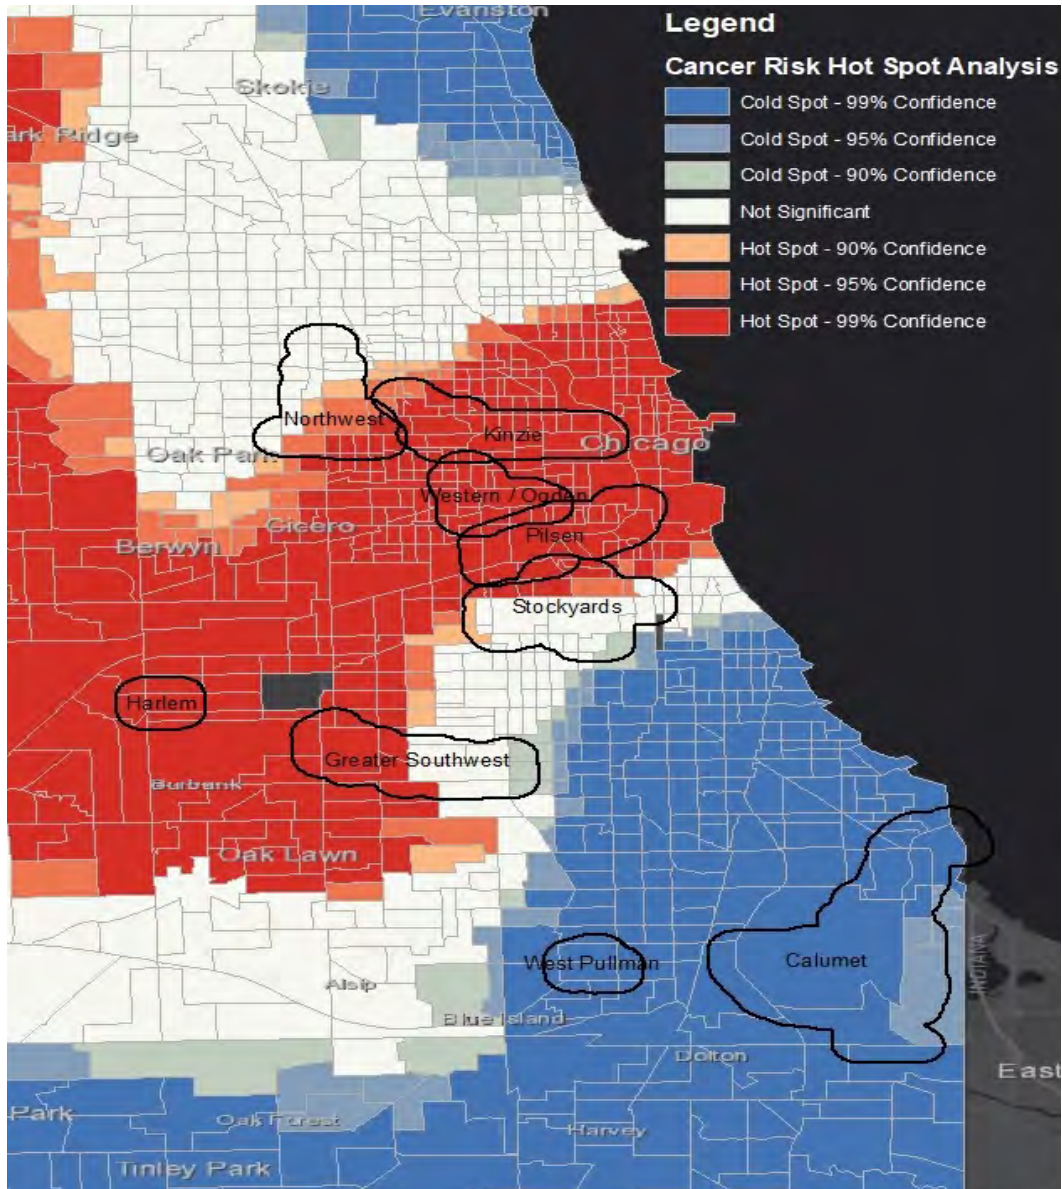 Evanston
Legend
Cancer Risk Hot Spot Analysis
Cold Spot - 99% Confidence
Cold Spot - 95% Confidence
Cold Spot - 90% Confidence
Not Significant
Hot Spot - 90% Confidence
Hot Spot - 95% Confidence
Hot Spot - 99% Confidence
Skokie
ark Ridge
Northwest
Kinzie
Chicago
Oak Park
Western / Ogden
Cicero
Pilsen
Berwyn
Stockyards
Harlem
Greater Southwest
Burbank
Oak Lawn
West Pullman
Calumet
INDIANA
Alsip
Blue Island
Dolton
East
Park
Oak Forest
Harvey
Tinley Park